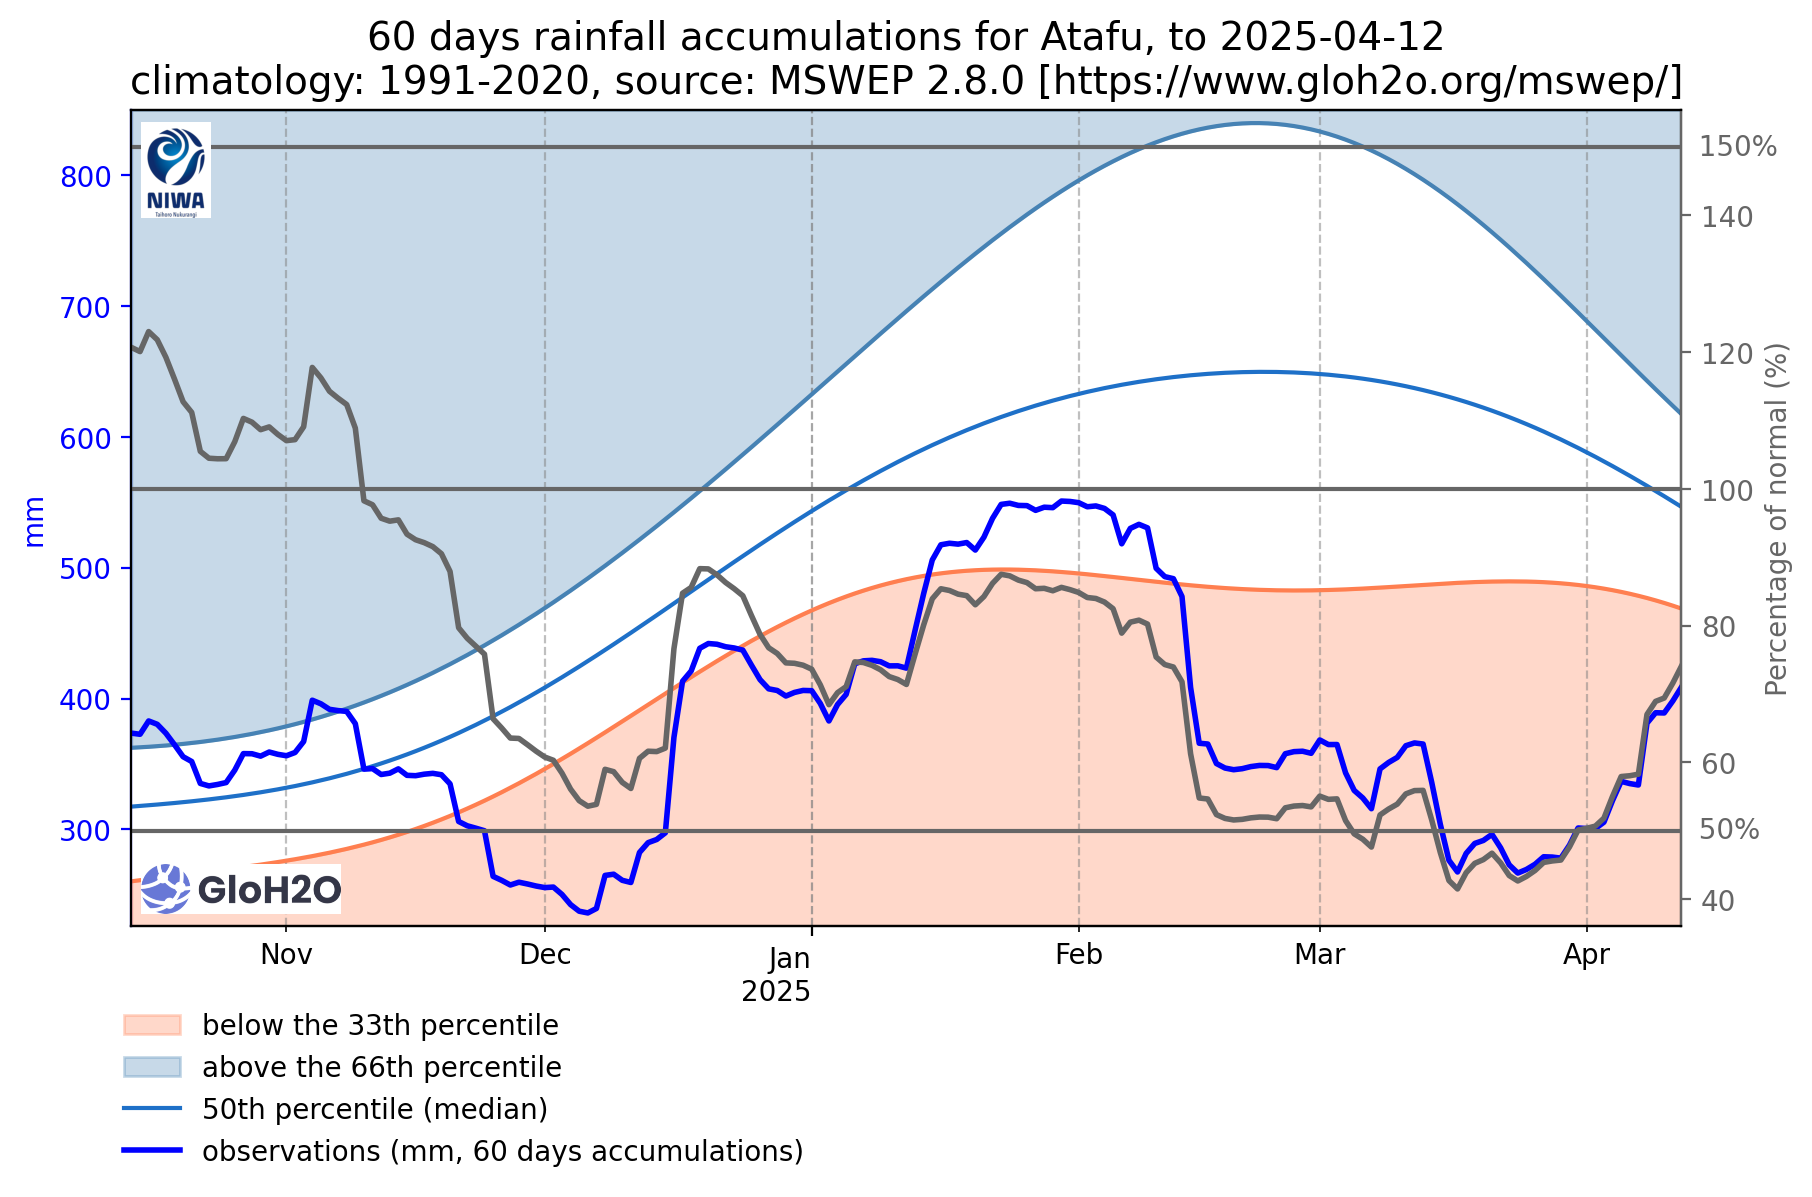 60 days rainfall accumulations for Atafu, to 2025-04-12
climatology: 1991-2020, source: MSWEP 2.8.0 [https://www.gloh2o.org/mswep/]
NIWA
Taihoro Nukurangi
800
700
600
500
400
300
mm
150%
140
120
100
80
60
50%
40
Percentage of normal (%)
GloH2O
Nov
Dec
Jan
2025
Feb
Mar
Apr
below the 33th percentile
above the 66th percentile
50th percentile (median)
observations (mm, 60 days accumulations)